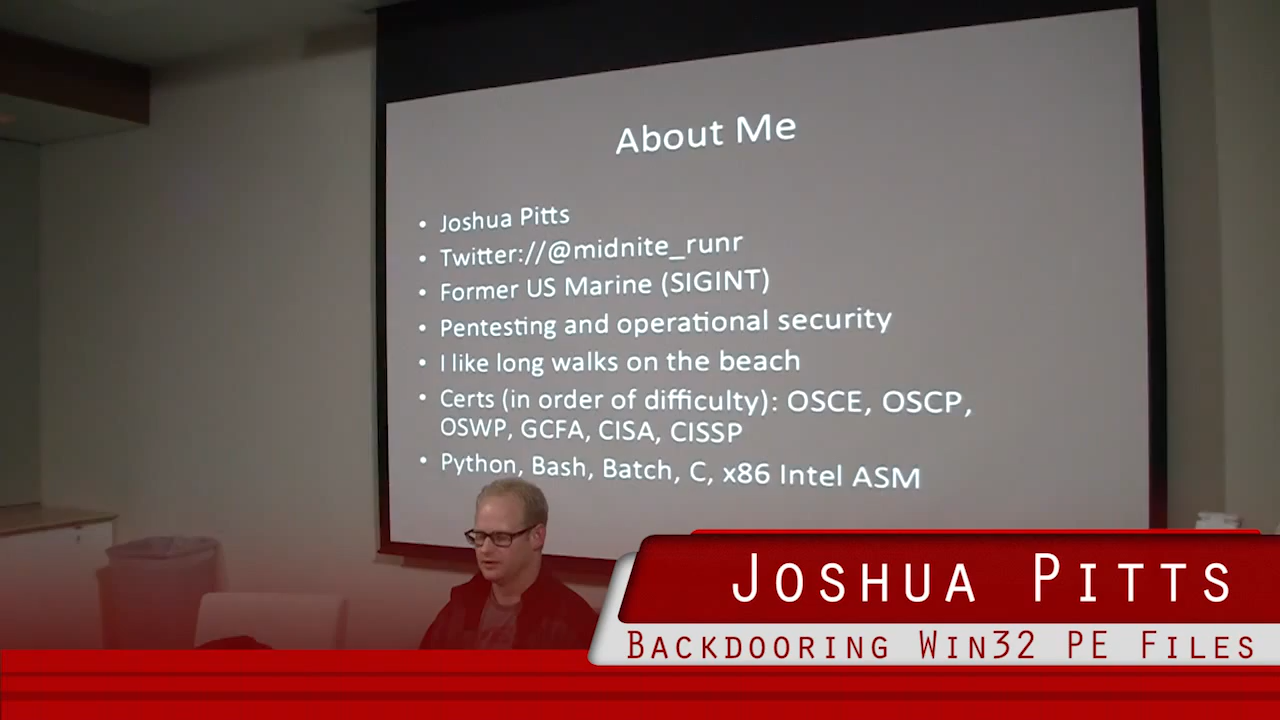 About Me
• Joshua Pitts
• Twitter://@midnite_runr
• Former US Marine (SIGINT)
• Pentesting and operational security
• I like long walks on the beach
• Certs (in order of difficulty): OSCE, OSCP,
OSWP, GCFA, CISA, CISSP
• Python, Bash, Batch, C, x86 Intel ASM
Joshua Pitts
Backdooring Win32 PE Files